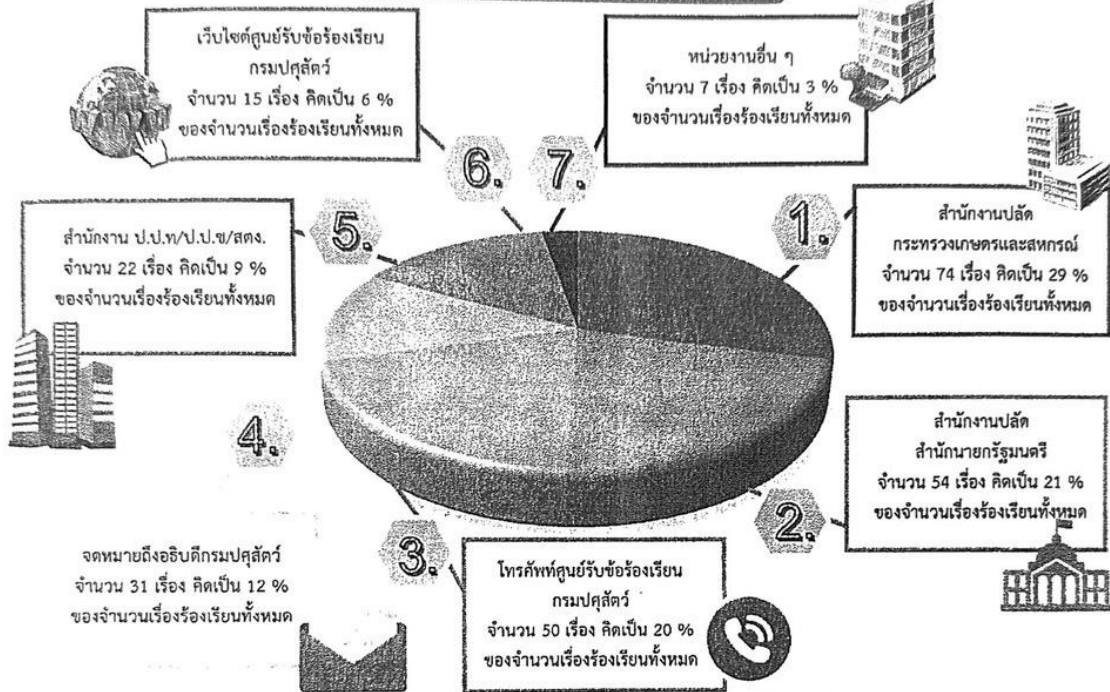 เว็บไซต์ศูนย์รับข้อร้องเรียน
กรมปศุสัตว์
จำนวน 15 เรื่อง คิดเป็น 6 %
ของจำนวนเรื่องร้องเรียนทั้งหมด
หน่วยงานอื่น ๆ
จำนวน 7 เรื่อง คิดเป็น 3 %
ของจำนวนเรื่องร้องเรียนทั้งหมด
6.
7.
1.
สำนักงานปลัด
กระทรวงเกษตรและสหกรณ์
จำนวน 74 เรื่อง คิดเป็น 29 %
ของจำนวนเรื่องร้องเรียนทั้งหมด
5.
สำนักงาน ป.ป.ท/ป.ป.ช/สตง.
จำนวน 22 เรื่อง คิดเป็น 9 %
ของจำนวนเรื่องร้องเรียนทั้งหมด
4.
สำนักงานปลัด
สำนักนายกรัฐมนตรี
จำนวน 54 เรื่อง คิดเป็น 21 %
ของจำนวนเรื่องร้องเรียนทั้งหมด
2.
3.
จดหมายถึงอธิบดีกรมปศุสัตว์
จำนวน 31 เรื่อง คิดเป็น 12 %
ของจำนวนเรื่องร้องเรียนทั้งหมด
โทรศัพท์ศูนย์รับข้อร้องเรียน
กรมปศุสัตว์
จำนวน 50 เรื่อง คิดเป็น 20 %
ของจำนวนเรื่องร้องเรียนทั้งหมด